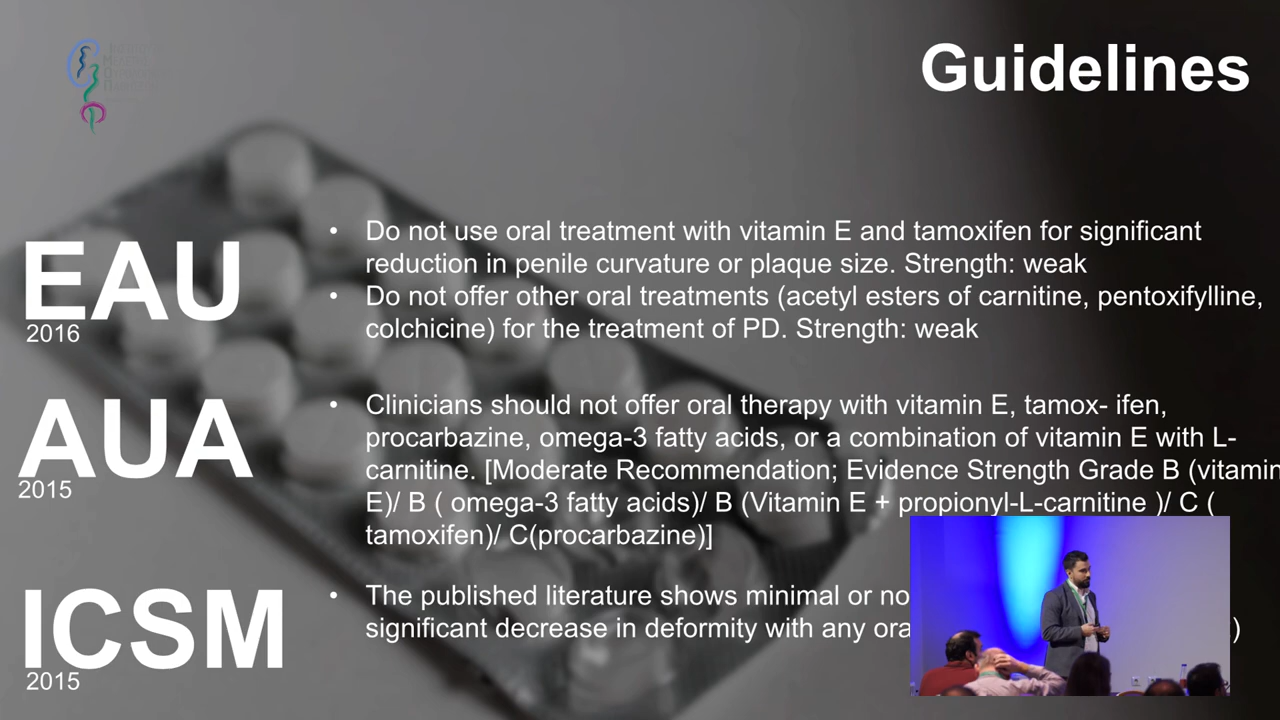 Guidelines
EAU
2016
• Do not use oral treatment with vitamin E and tamoxifen for significant
reduction in penile curvature or plaque size. Strength: weak
• Do not offer other oral treatments (acetyl esters of carnitine, pentoxifylline,
colchicine) for the treatment of PD. Strength: weak
AUA
2015
• Clinicians should not offer oral therapy with vitamin E, tamox- ifen,
procarbazine, omega-3 fatty acids, or a combination of vitamin E with L-
carnitine. [Moderate Recommendation; Evidence Strength Grade B (vitamin
E)/ B ( omega-3 fatty acids)/ B (Vitamin E + propionyl-L-carnitine )/ C (
tamoxifen)/ C(procarbazine)]
ICSM
2015
• The published literature shows minimal or no
significant decrease in deformity with any )